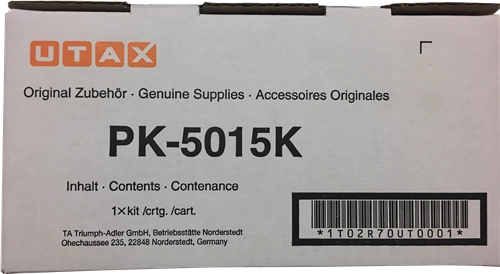 UTAX
Original Zubehör · Genuine Supplies · Accessoires Originales
PK-5015K
Inhalt · Contents · Contenance
1×kit /crtg. /cart.
*1T02R70UT0001*
TA Triumph-Adler GmbH, Betriebsstätte Norderstedt
Ohechaussee 235, 22848 Norderstedt, Germany